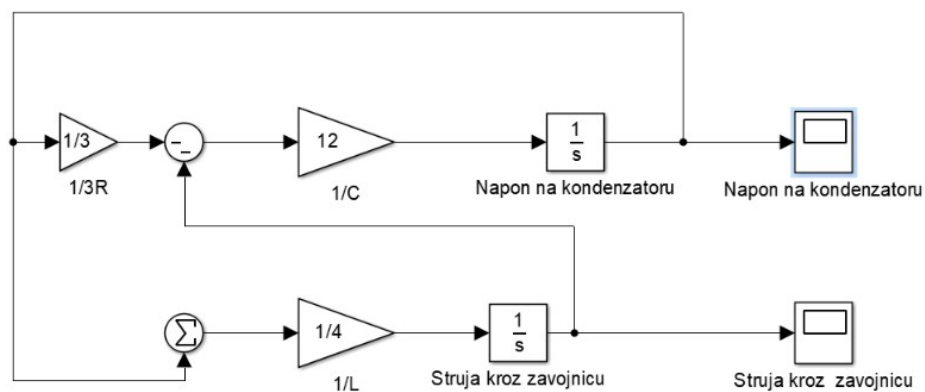 1/3
1/3R
12
1/C
1
s
Napon na kondenzatoru
Napon na kondenzatoru
Σ
1/4
1/L
1
s
Struja kroz zavojnicu
Struja kroz zavojnicu